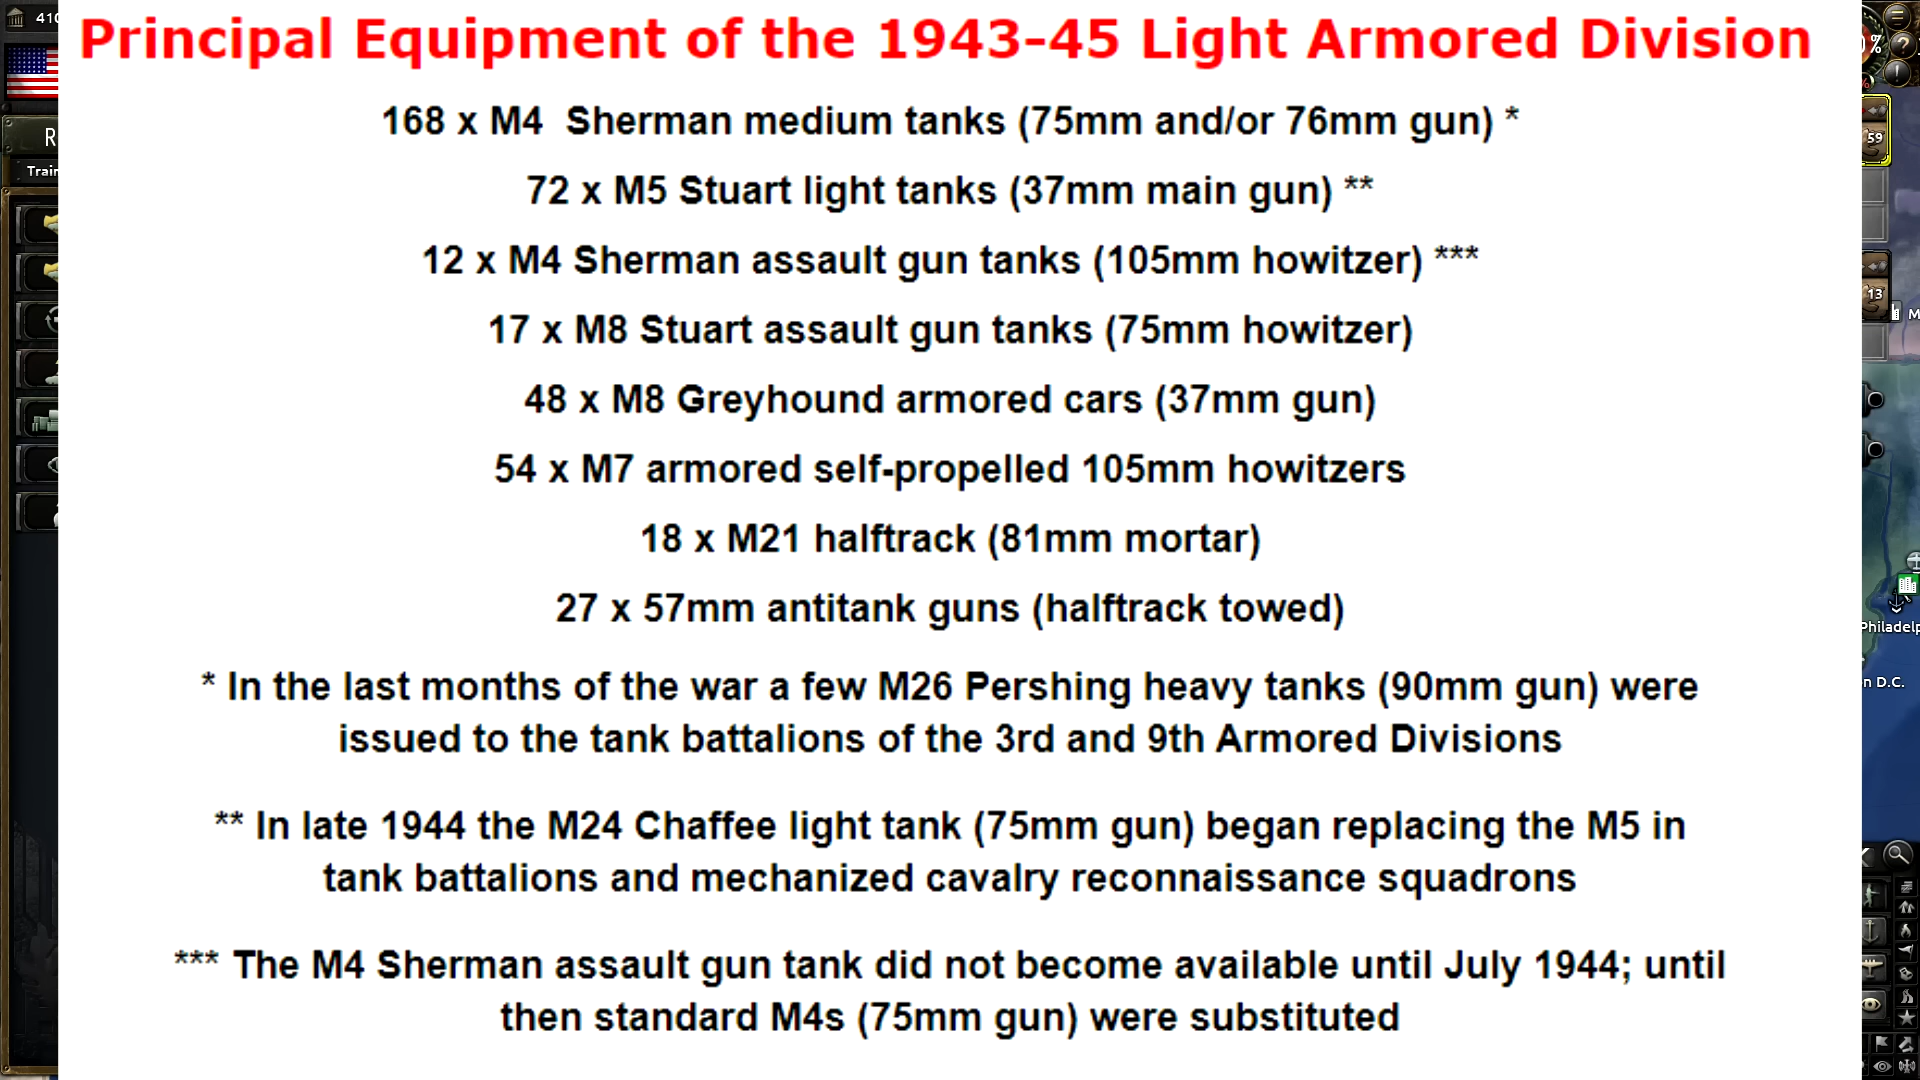 Principal Equipment of the 1943-45 Light Armored Division
168 x M4 Sherman medium tanks (75mm and/or 76mm gun) *
72 x M5 Stuart light tanks (37mm main gun) **
12 x M4 Sherman assault gun tanks (105mm howitzer) ***
17 x M8 Stuart assault gun tanks (75mm howitzer)
48 x M8 Greyhound armored cars (37mm gun)
54 x M7 armored self-propelled 105mm howitzers
18 x M21 halftrack (81mm mortar)
27 x 57mm antitank guns (halftrack towed)
* In the last months of the war a few M26 Pershing heavy tanks (90mm gun) were
issued to the tank battalions of the 3rd and 9th Armored Divisions
** In late 1944 the M24 Chaffee light tank (75mm gun) began replacing the M5 in
tank battalions and mechanized cavalry reconnaissance squadrons
*** The M4 Sherman assault gun tank did not become available until July 1944; until
then standard M4s (75mm gun) were substituted
410
R
Train
%
59
13
M
Philadelp
n D.C.